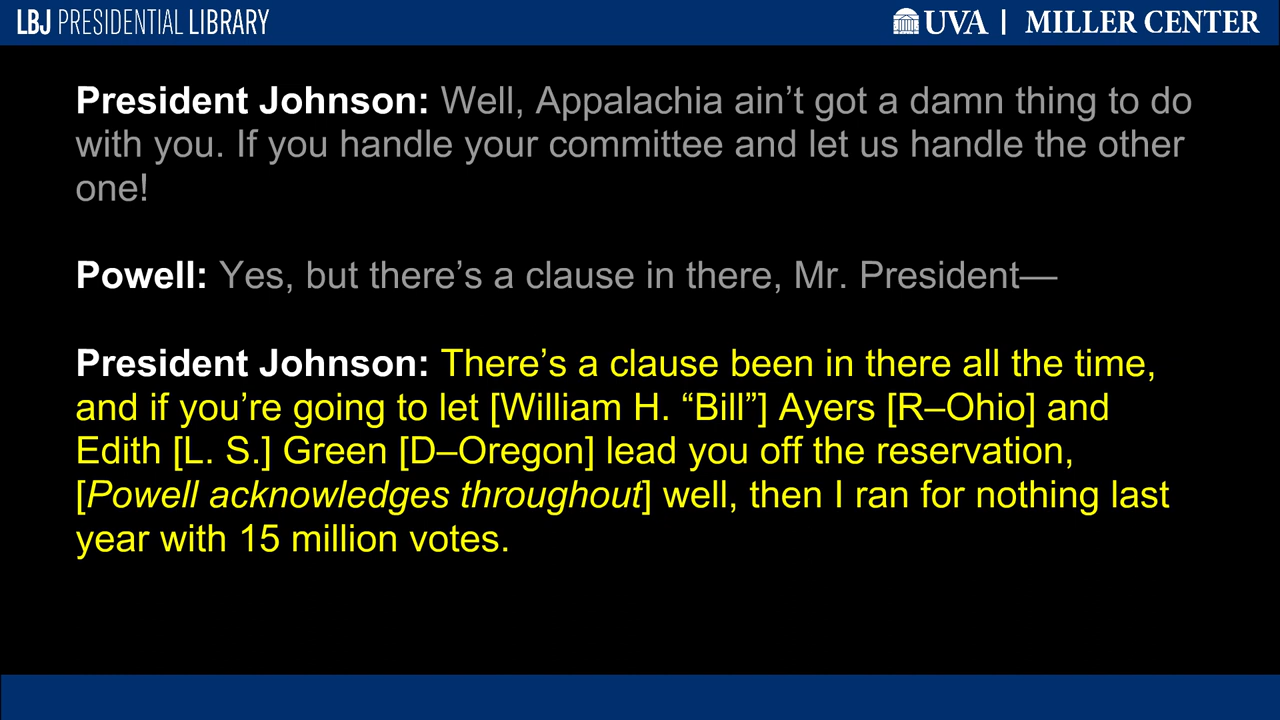 LBJ PRESIDENTIAL LIBRARY
UVA | MILLER CENTER
President Johnson: Well, Appalachia ain’t got a damn thing to do
with you. If you handle your committee and let us handle the other
one!
Powell: Yes, but there’s a clause in there, Mr. President—
President Johnson: There’s a clause been in there all the time,
and if you’re going to let [William H. “Bill”] Ayers [R–Ohio] and
Edith [L. S.] Green [D–Oregon] lead you off the reservation,
[Powell acknowledges throughout] well, then I ran for nothing last
year with 15 million votes.